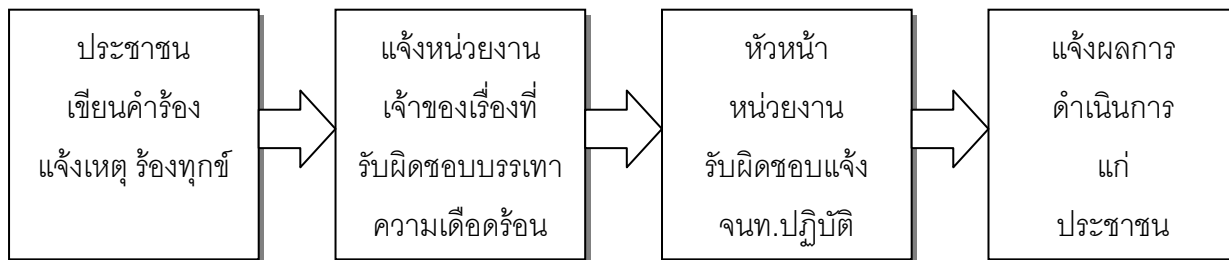 ประชาชน
เขียนคำร้อง
แจ้งเหตุ ร้องทุกข์
แจ้งหน่วยงาน
เจ้าของเรื่องที่
รับผิดชอบบรรเทา
ความเดือดร้อน
หัวหน้า
หน่วยงาน
รับผิดชอบแจ้ง
จนท.ปฏิบัติ
แจ้งผลการ
ดำเนินการ
แก่
ประชาชน